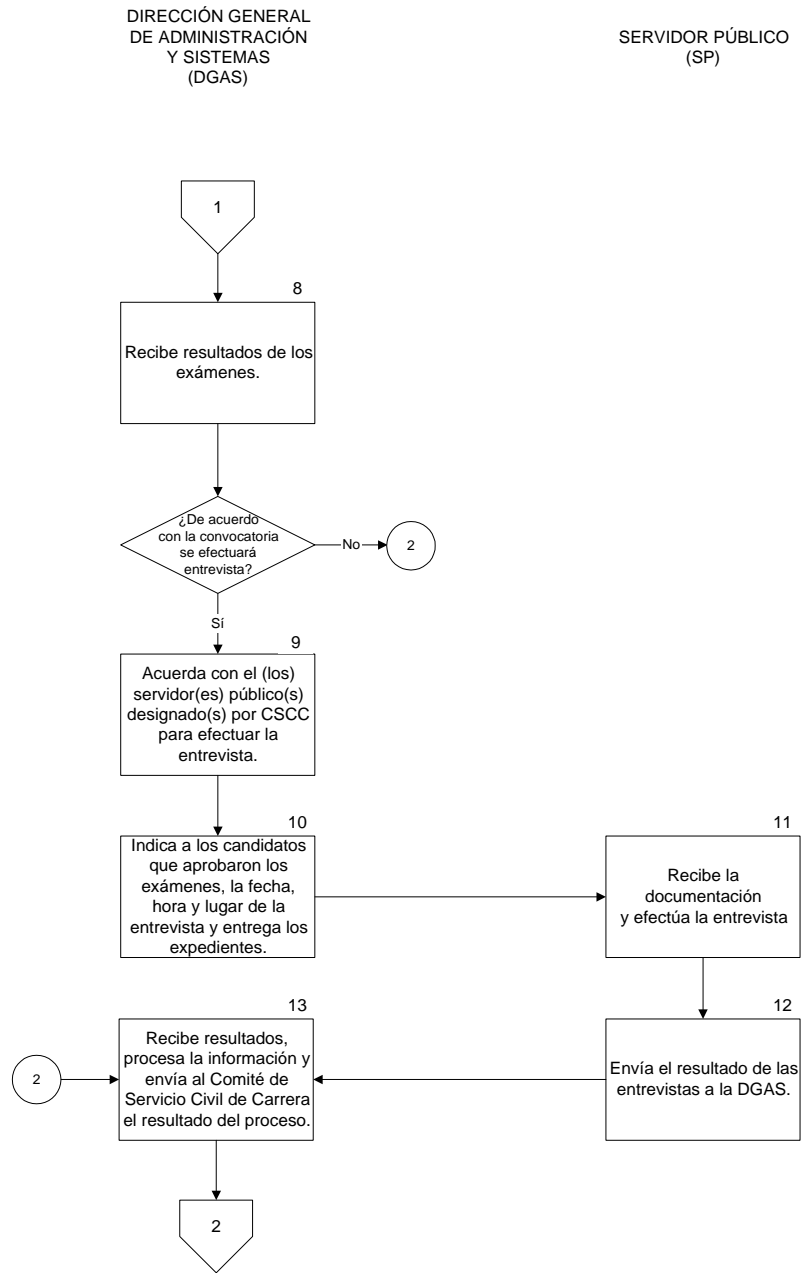 DIRECCIÓN GENERAL
DE ADMINISTRACIÓN
Y SISTEMAS
(DGAS)
SERVIDOR PÚBLICO
(SP)
1
8
Recibe resultados de los
exámenes.
¿De acuerdo
con la convocatoria
se efectuará
entrevista?
No
2
Sí
9
Acuerda con el (los)
servidor(es) público(s)
designado(s) por CSCC
para efectuar la
entrevista.
10
Indica a los candidatos
que aprobaron los
exámenes, la fecha,
hora y lugar de la
entrevista y entrega los
expedientes.
11
Recibe la
documentación
y efectúa la entrevista
12
Envía el resultado de las
entrevistas a la DGAS.
13
Recibe resultados,
procesa la información y
envía al Comité de
Servicio Civil de Carrera
el resultado del proceso.
2
2